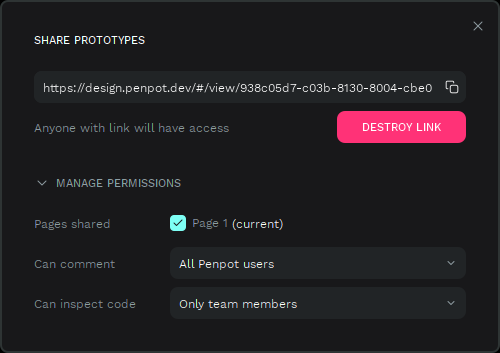 SHARE PROTOTYPES
https://design.penpot.dev/#/view/938c05d7-c03b-8130-8004-cbe0
Anyone with link will have access
DESTROY LINK
MANAGE PERMISSIONS
Pages shared
Page 1 (current)
Can comment
All Penpot users
Can inspect code
Only team members